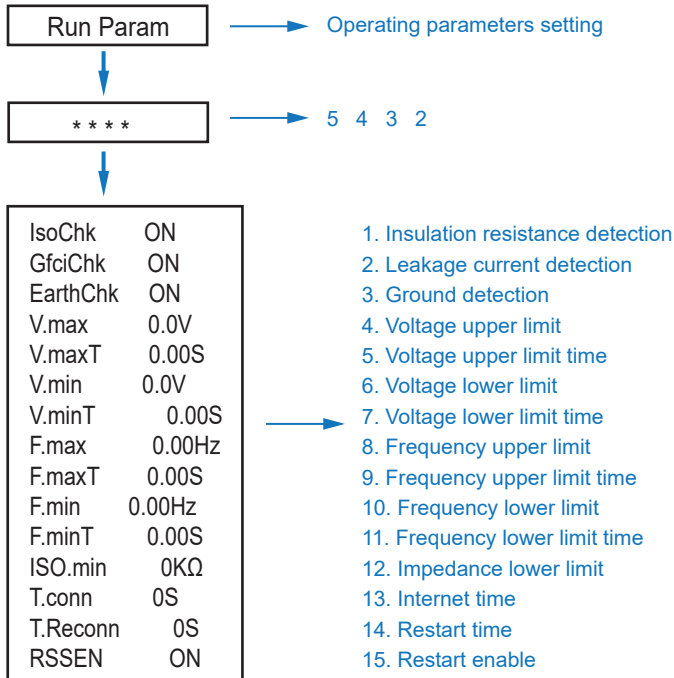 Run Param
Operating parameters setting
* * * *
5 4 3 2
IsoChk ON
GfciChk ON
EarthChk ON
V.max 0.0V
V.maxT 0.00S
V.min 0.0V
V.minT 0.00S
F.max 0.00Hz
F.maxT 0.00S
F.min 0.00Hz
F.minT 0.00S
ISO.min 0KΩ
T.conn 0S
T.Reconn 0S
RSSEN ON
1. Insulation resistance detection
2. Leakage current detection
3. Ground detection
4. Voltage upper limit
5. Voltage upper limit time
6. Voltage lower limit
7. Voltage lower limit time
8. Frequency upper limit
9. Frequency upper limit time
10. Frequency lower limit
11. Frequency lower limit time
12. Impedance lower limit
13. Internet time
14. Restart time
15. Restart enable